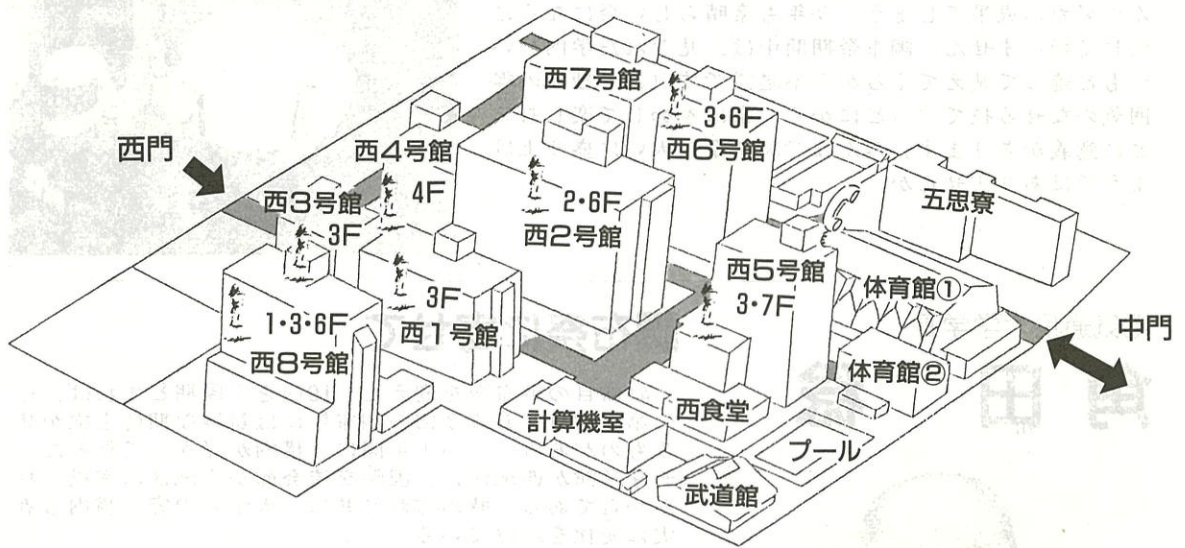 西7号館
3・6F
西6号館
西門
西4号館
4F
西3号館
3F
2・6F
西2号館
五思寮
西5号館
3・7F
体育館①
3F
西1号館
1・3・6F
西8号館
中門
体育館②
西食堂
計算機室
プール
武道館